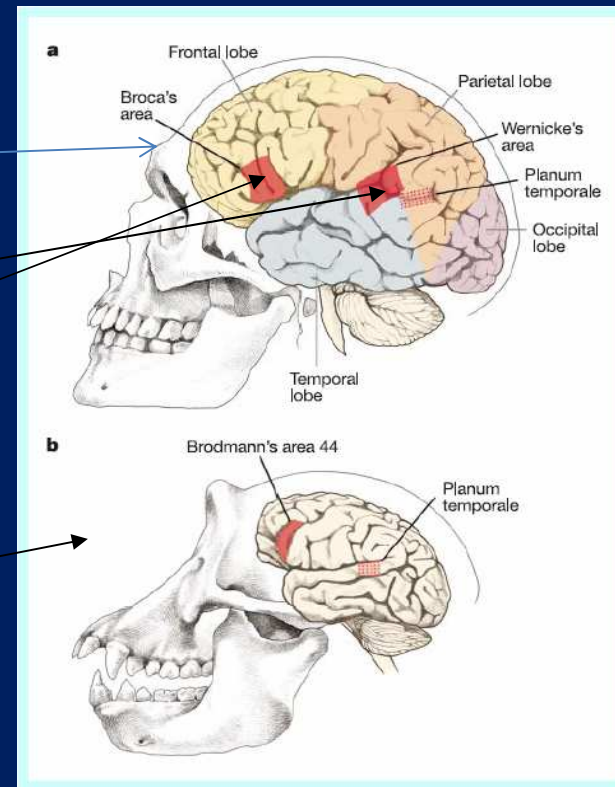 a
Frontal lobe
Parietal lobe
Broca's
area
Wernicke's
area
Planum
temporale
Occipital
lobe
Temporal
lobe
b
Brodmann's area 44
Planum
temporale